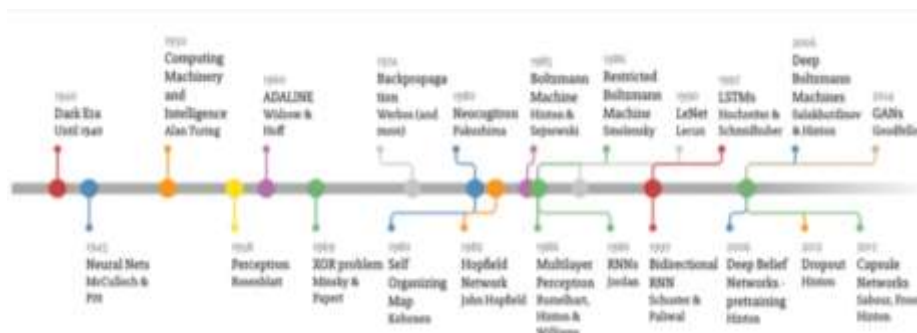 1940
Dark Era
Until 1940
1950
Computing
Machinery
and
Intelligence
Alan Turing
1960
ADALINE
Widrow &
Hoff
1974
Backpropaga
tion
Werbos (and
more)
1980
Neocogitron
Fukushima
1985
Boltzmann
Machine
Hinton &
Sejnowski
1986
Restricted
Boltzmann
Machine
Smolensky
1990
LeNet
Lecun
1997
LSTMs
Hochreiter &
Schmidhuber
2006
Deep
Boltzmann
Machines
Salakhutdinov
& Hinton
2014
GANs
Goodfello
1943
Neural Nets
McCulloch &
Pitt
1958
Perceptron
Rosenblatt
1969
XOR problem
Minsky &
Papert
1980
Self
Organizing
Map
Kohonen
1982
Hopfield
Network
John Hopfield
1986
Multilayer
Perceptron
Rumelhart,
Hinton &
Williams
1986
RNNs
Jordan
1997
Bidirectional
RNN
Schuster &
Paliwal
2006
Deep Belief
Networks -
pretraining
Hinton
2012
Dropout
Hinton
2017
Capsule
Networks
Sabour, Frost
Hinton